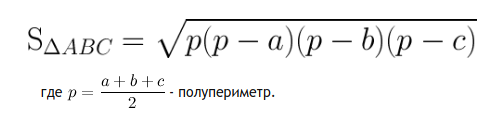 S_{ΔABC} = √(p(p − a)(p − b)(p − c))
где p = (a + b + c)/2 - полупериметр.